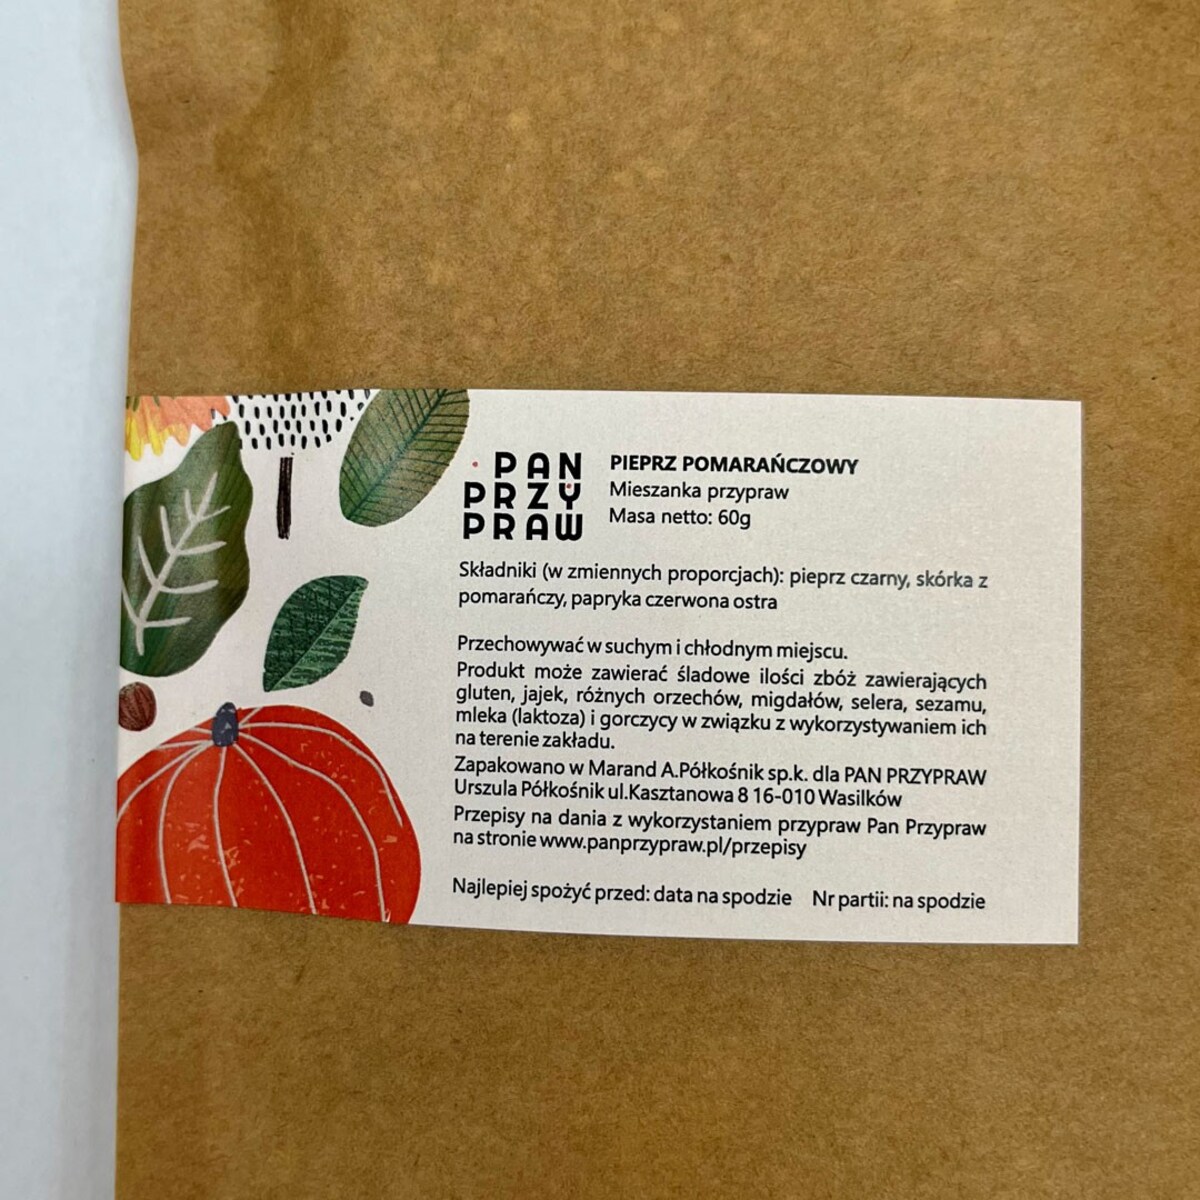 PAN
PRZY
PRAW
PIEPRZ POMARAŃCZOWY
Mieszanka przypraw
Masa netto: 60g
Składniki (w zmiennych proporcjach): pieprz czarny, skórka z
pomarańczy, papryka czerwona ostra
Przechowywać w suchym i chłodnym miejscu.
Produkt może zawierać śladowe ilości zbóż zawierających
gluten, jajek, różnych orzechów, migdałów, selera, sezamu,
mleka (laktoza) i gorczycy w związku z wykorzystywaniem ich
na terenie zakładu.
Zapakowano w Marand A.Półkośnik sp.k. dla PAN PRZYPRAW
Urszula Półkośnik ul.Kasztanowa 8 16-010 Wasilków
Przepisy na dania z wykorzystaniem przypraw Pan Przypraw
na stronie www.panprzypraw.pl/przepisy
Najlepiej spożyć przed: data na spodzie Nr partii: na spodzie